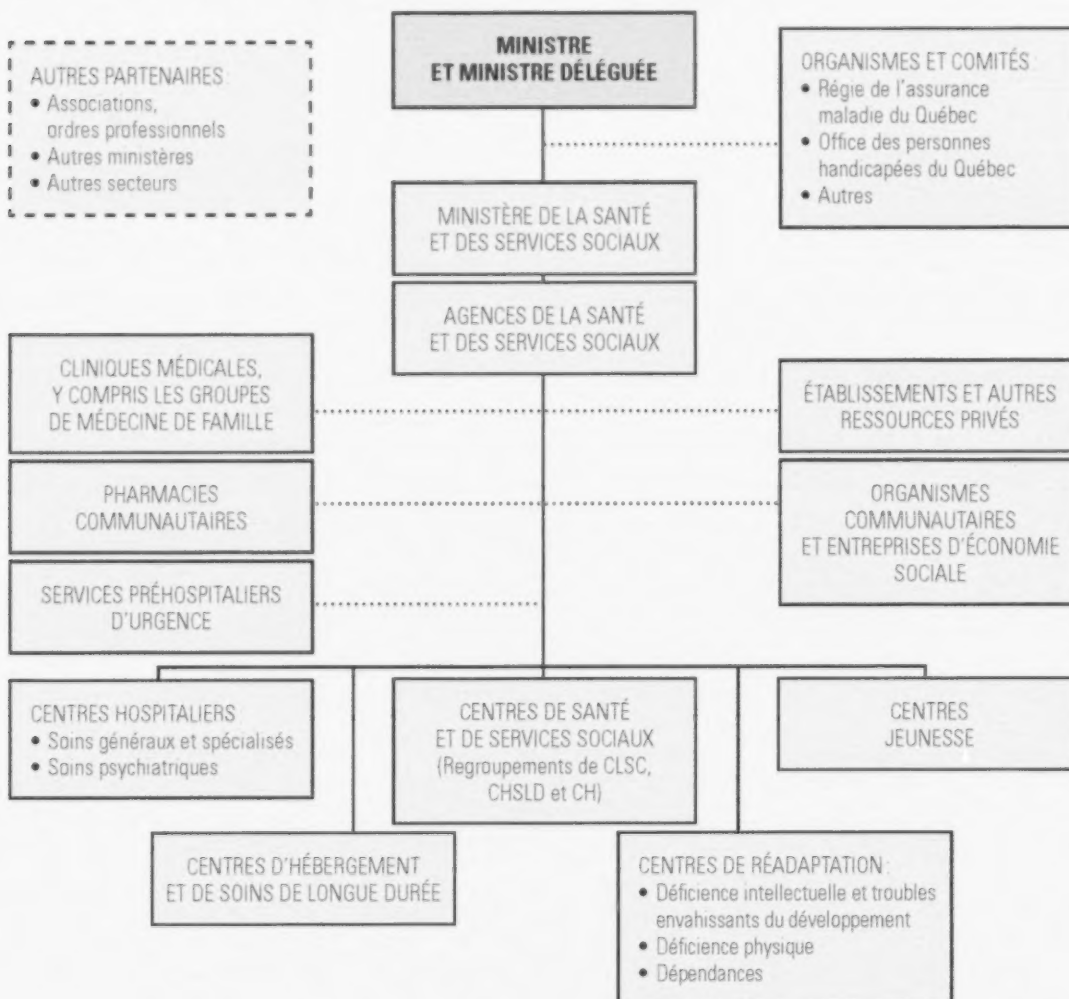 MINISTRE
ET MINISTRE DÉLÉGUÉE
AUTRES PARTENAIRES :
• Associations,
ordres professionnels
• Autres ministères
• Autres secteurs
ORGANISMES ET COMITÉS :
• Régie de l'assurance
maladie du Québec
• Office des personnes
handicapées du Québec
• Autres
MINISTÈRE DE LA SANTÉ
ET DES SERVICES SOCIAUX
AGENCES DE LA SANTÉ
ET DES SERVICES SOCIAUX
CLINIQUES MÉDICALES,
Y COMPRIS LES GROUPES
DE MÉDECINE DE FAMILLE
ÉTABLISSEMENTS ET AUTRES
RESSOURCES PRIVÉS
PHARMACIES
COMMUNAUTAIRES
ORGANISMES
COMMUNAUTAIRES
ET ENTREPRISES D'ÉCONOMIE
SOCIALE
SERVICES PRÉHOSPITALIERS
D'URGENCE
CENTRES HOSPITALIERS :
• Soins généraux et spécialisés
• Soins psychiatriques
CENTRES DE SANTÉ
ET DE SERVICES SOCIAUX
(Regroupements de CLSC,
CHSLD et CH)
CENTRES
JEUNESSE
CENTRES D'HÉBERGEMENT
ET DE SOINS DE LONGUE DURÉE
CENTRES DE RÉADAPTATION :
• Déficience intellectuelle et troubles
envahissants du développement
• Déficience physique
• Dépendances